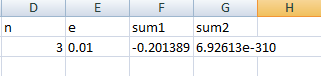 D E F G H
n e sum1 sum2
3 0.01 -0.201389 6.92613e-310